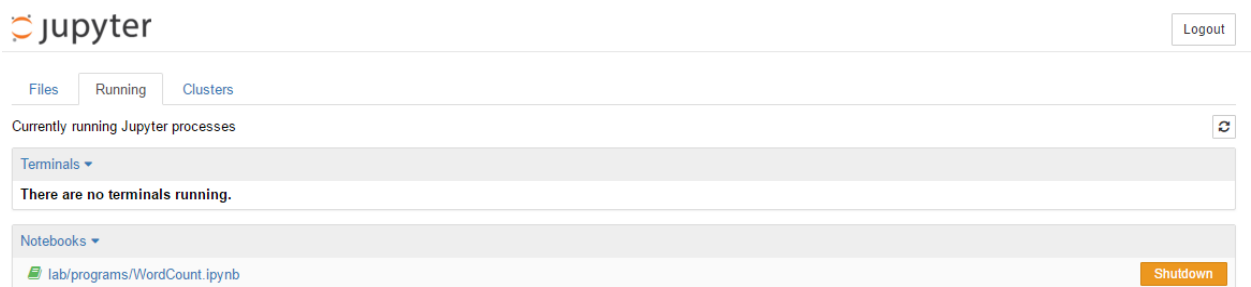 jupyter
Logout
Files Running Clusters
Currently running Jupyter processes
Terminals
There are no terminals running.
Notebooks
lab/programs/WordCount.ipynb Shutdown